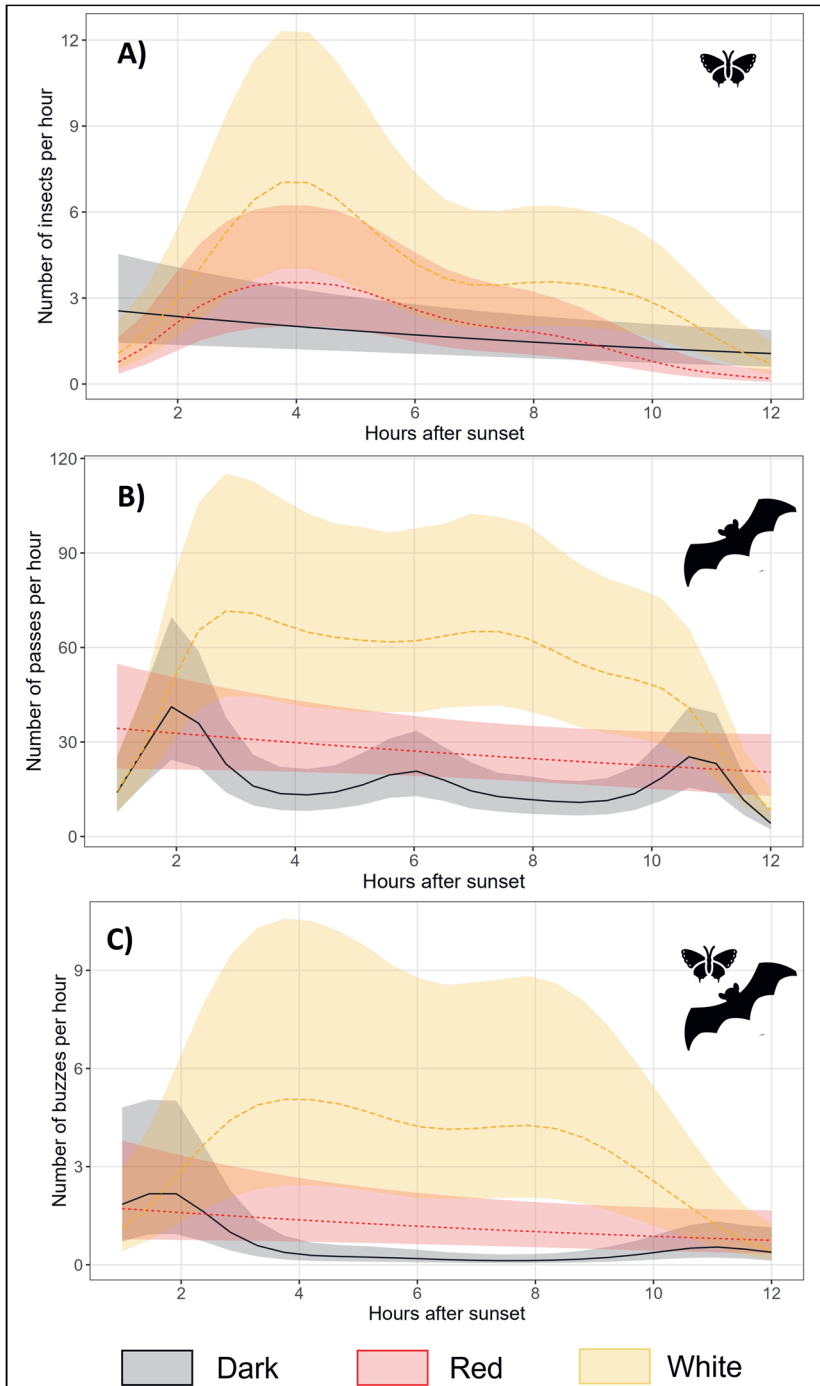 A)
12
9
6
3
0
Number of insects per hour
2 4 6 8 10 12
Hours after sunset
B)
120
90
60
30
0
Number of passes per hour
2 4 6 8 10 12
Hours after sunset
C)
9
6
3
0
Number of buzzes per hour
2 4 6 8 10 12
Hours after sunset
Dark Red White